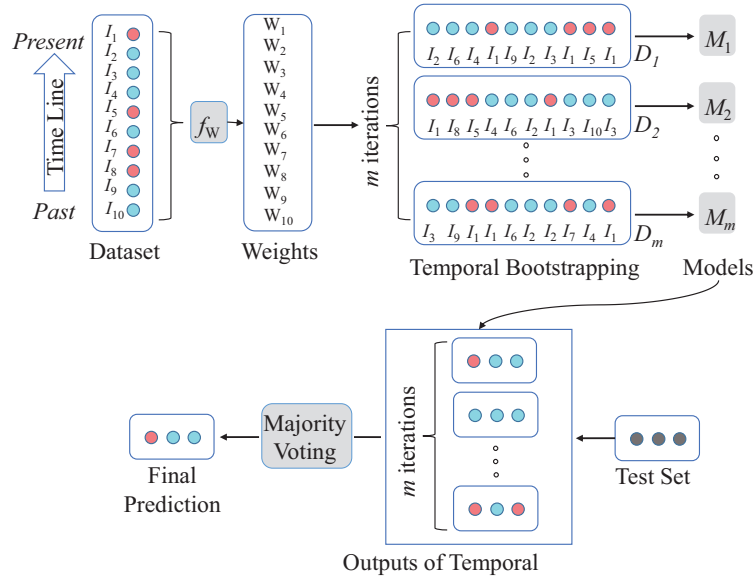 Present
Time Line
Past
I1
I2
I3
I4
I5
I6
I7
I8
I9
I10
Dataset
fW
W1
W2
W3
W4
W5
W6
W7
W8
W9
W10
Weights
m iterations
I2 I6 I4 I1 I9 I2 I3 I1 I5 I1
D1
M1
I1 I8 I5 I4 I6 I2 I1 I3 I10 I3
D2
M2
I3 I9 I1 I1 I6 I2 I2 I7 I4 I1
Dm
Mm
Temporal Bootstrapping
Models
m iterations
Majority
Voting
Final
Prediction
Test Set
Outputs of Temporal